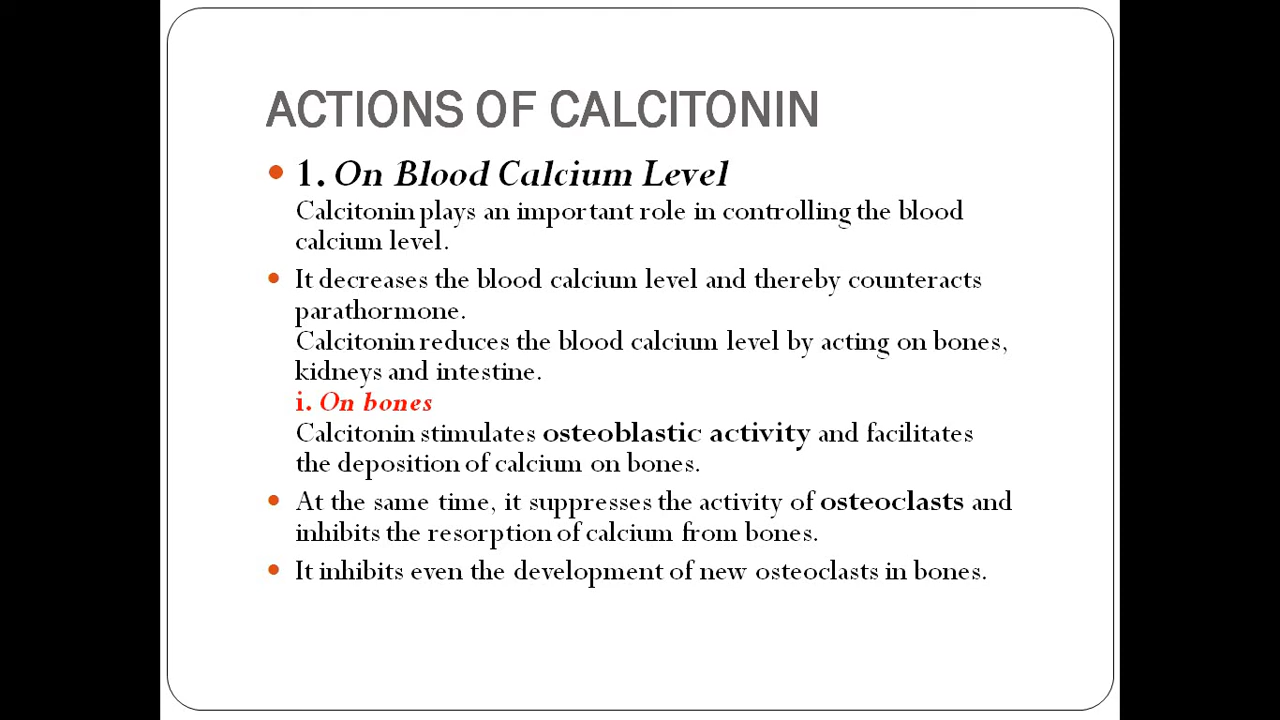 ACTIONS OF CALCITONIN
• 1. On Blood Calcium Level
Calcitonin plays an important role in controlling the blood
calcium level.
• It decreases the blood calcium level and thereby counteracts
parathormone.
Calcitonin reduces the blood calcium level by acting on bones,
kidneys and intestine.
i. On bones
Calcitonin stimulates osteoblastic activity and facilitates
the deposition of calcium on bones.
• At the same time, it suppresses the activity of osteoclasts and
inhibits the resorption of calcium from bones.
• It inhibits even the development of new osteoclasts in bones.